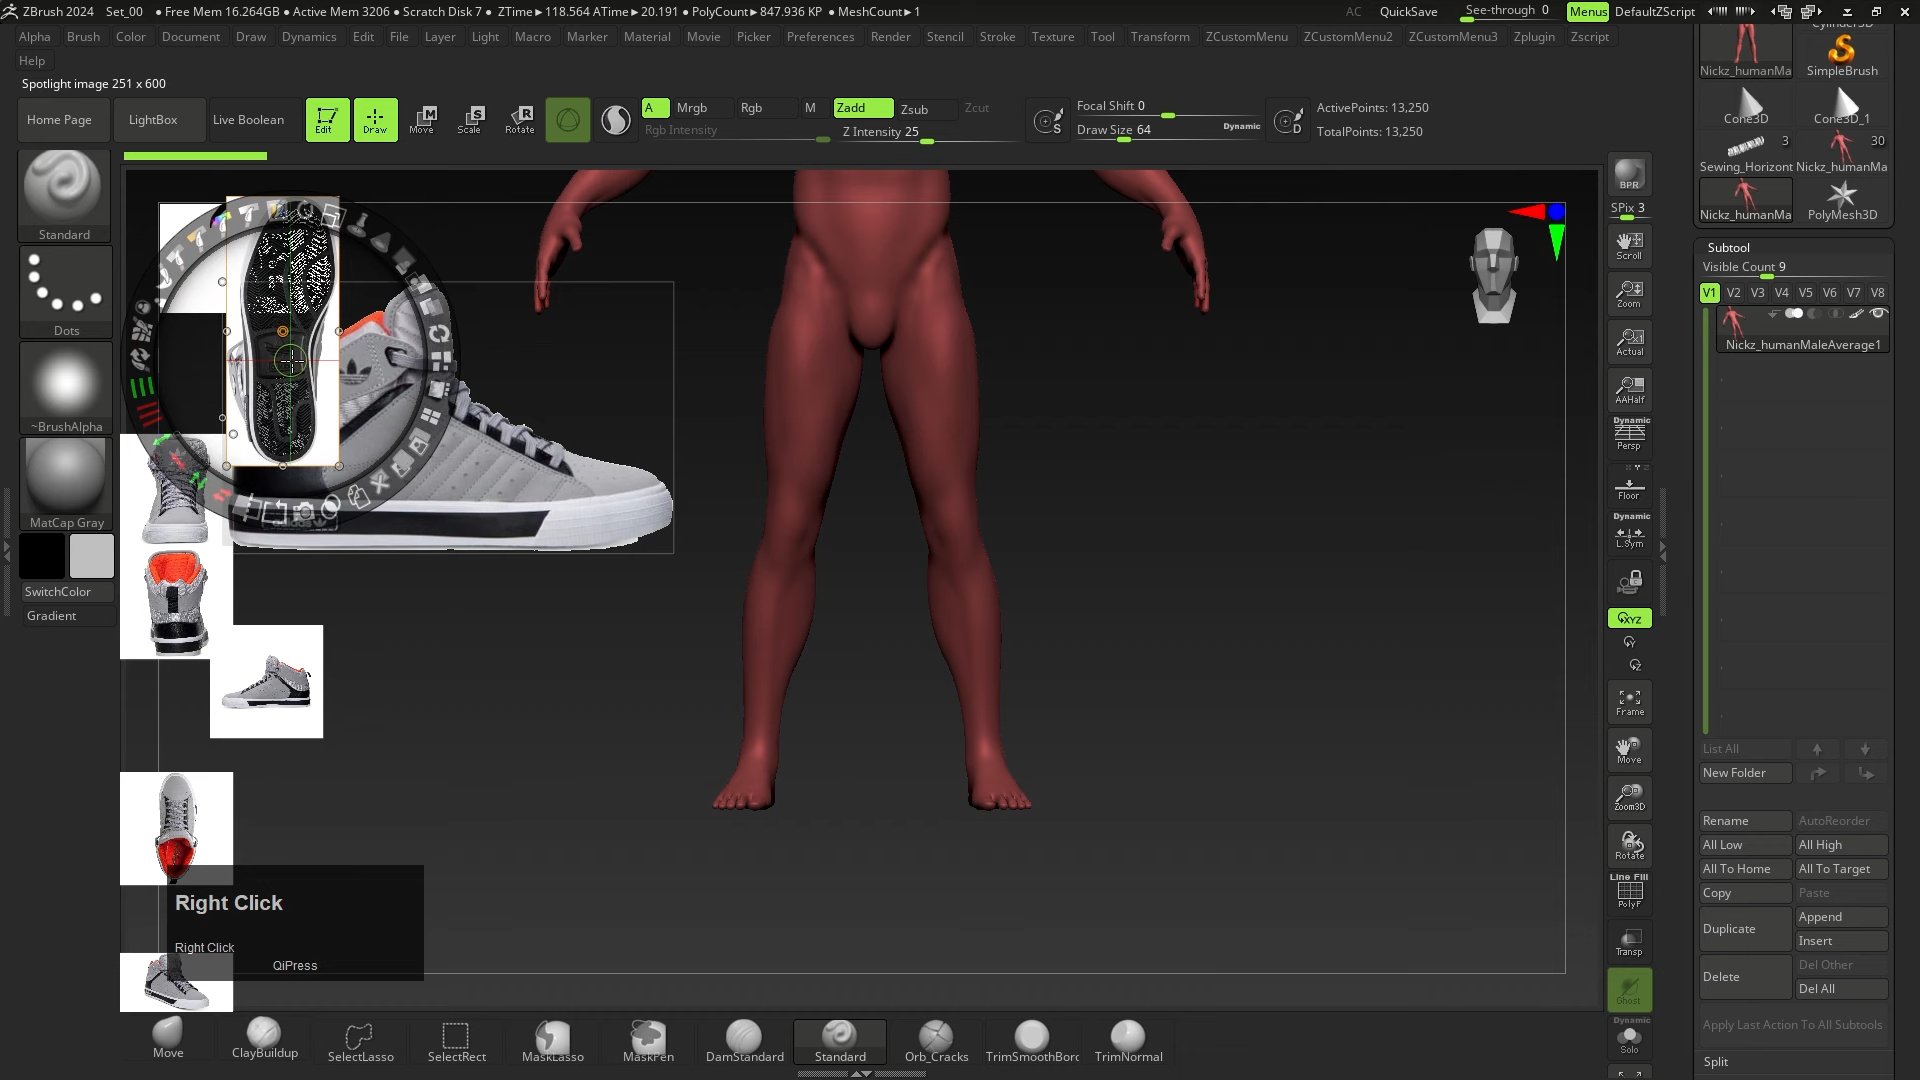 ZBrush 2024 Set_00 ● Free Mem 16.264GB ● Active Mem 3206 ● Scratch Disk 7 ● ZTime►118.564 ATime►20.191 ● PolyCount►847.936 KP ● MeshCount►1
AC QuickSave See-through 0 Menus DefaultZScript
Alpha Brush Color Document Draw Dynamics Edit File Layer Light Macro Marker Material Movie Picker Preferences Render Stencil Stroke Texture Tool Transform ZCustomMenu ZCustomMenu2 ZCustomMenu3 Zplugin Zscript
Help
Spotlight image 251 x 600
Home Page LightBox Live Boolean Edit Draw Move Scale Rotate
A Mrgb Rgb M Zadd Zsub Zcut
Rgb Intensity Z Intensity 25
Focal Shift 0
Draw Size 64 Dynamic
S D
ActivePoints: 13,250
TotalPoints: 13,250
Standard
Dots
~BrushAlpha
MatCap Gray
SwitchColor
Gradient
Right Click
Right Click
QiPress
Move ClayBuildup SelectLasso SelectRect MaskLasso MaskPen DamStandard Standard Orb_Cracks TrimSmoothBorc TrimNormal
BPR
SPix 3
Scroll
Zoom
Actual
AAHalf
Dynamic
Persp
Floor
Dynamic
L.Sym
XYZ
Y
Z
Frame
Move
Zoom3D
Rotate
Line Fill
PolyF
Transp
Ghost
Dynamic
Solo
Nickz_humanMa SimpleBrush
Cone3D Cone3D_1
3 30
Sewing_Horizont Nickz_humanMa
Nickz_humanMa PolyMesh3D
Subtool
Visible Count 9
V1 V2 V3 V4 V5 V6 V7 V8
Nickz_humanMaleAverage1
List All
New Folder
Rename AutoReorder
All Low All High
All To Home All To Target
Copy Paste
Duplicate Append
Insert
Delete Del Other
Del All
Apply Last Action To All Subtools
Split